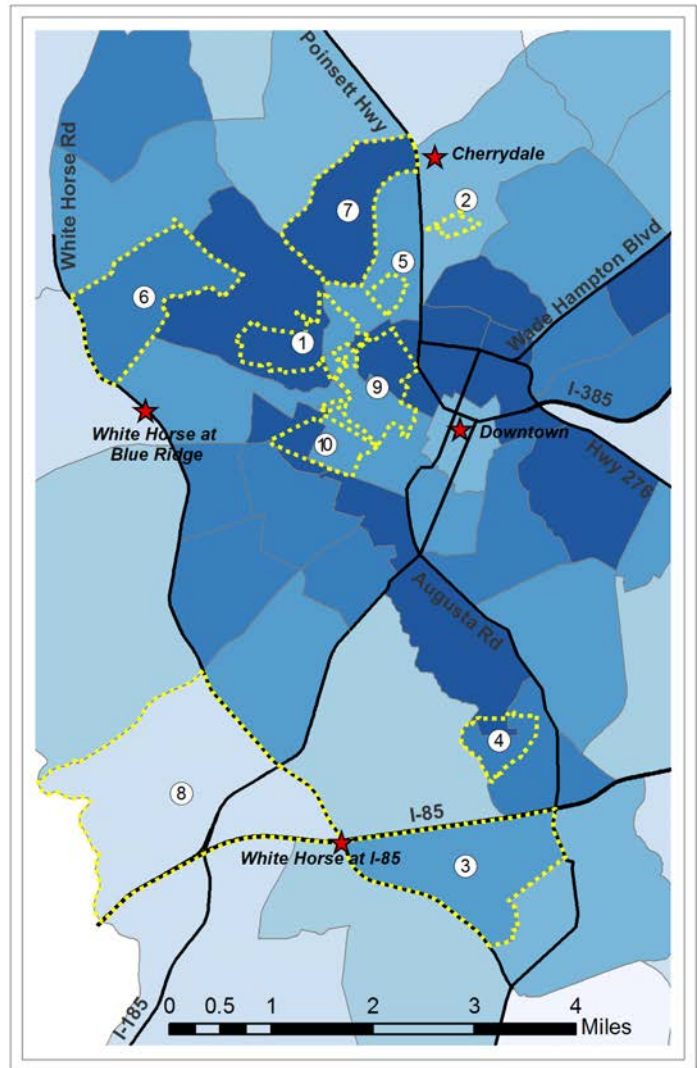 Poinsett Hwy
White Horse Rd
Cherrydale
2
7
5
Wade Hampton Blvd
6
1
9
I-385
White Horse at
Blue Ridge
10
Downtown
Hwy 276
Augusta Rd
4
8
I-85
White Horse at I-85
3
I-185
0 0.5 1 2 3 4
Miles